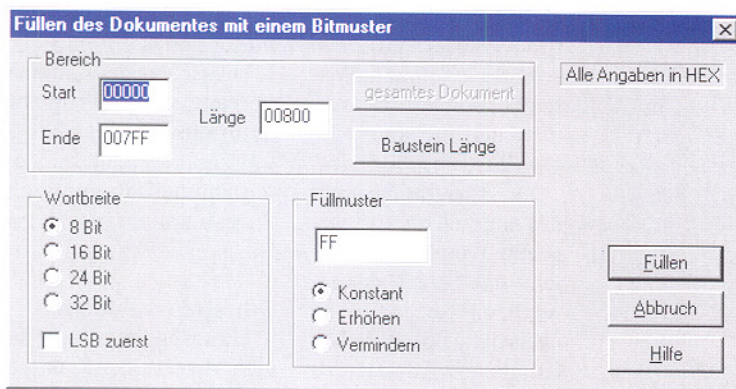 Füllen des Dokumentes mit einem Bitmuster
Bereich
Alle Angaben in HEX
Start 00000
Länge 00800
gesamtes Dokument
Ende 007FF
Baustein Länge
Wortbreite
8 Bit
16 Bit
24 Bit
32 Bit
LSB zuerst
Füllmuster
FF
Konstant
Erhöhen
Vermindern
Füllen
Abbruch
Hilfe